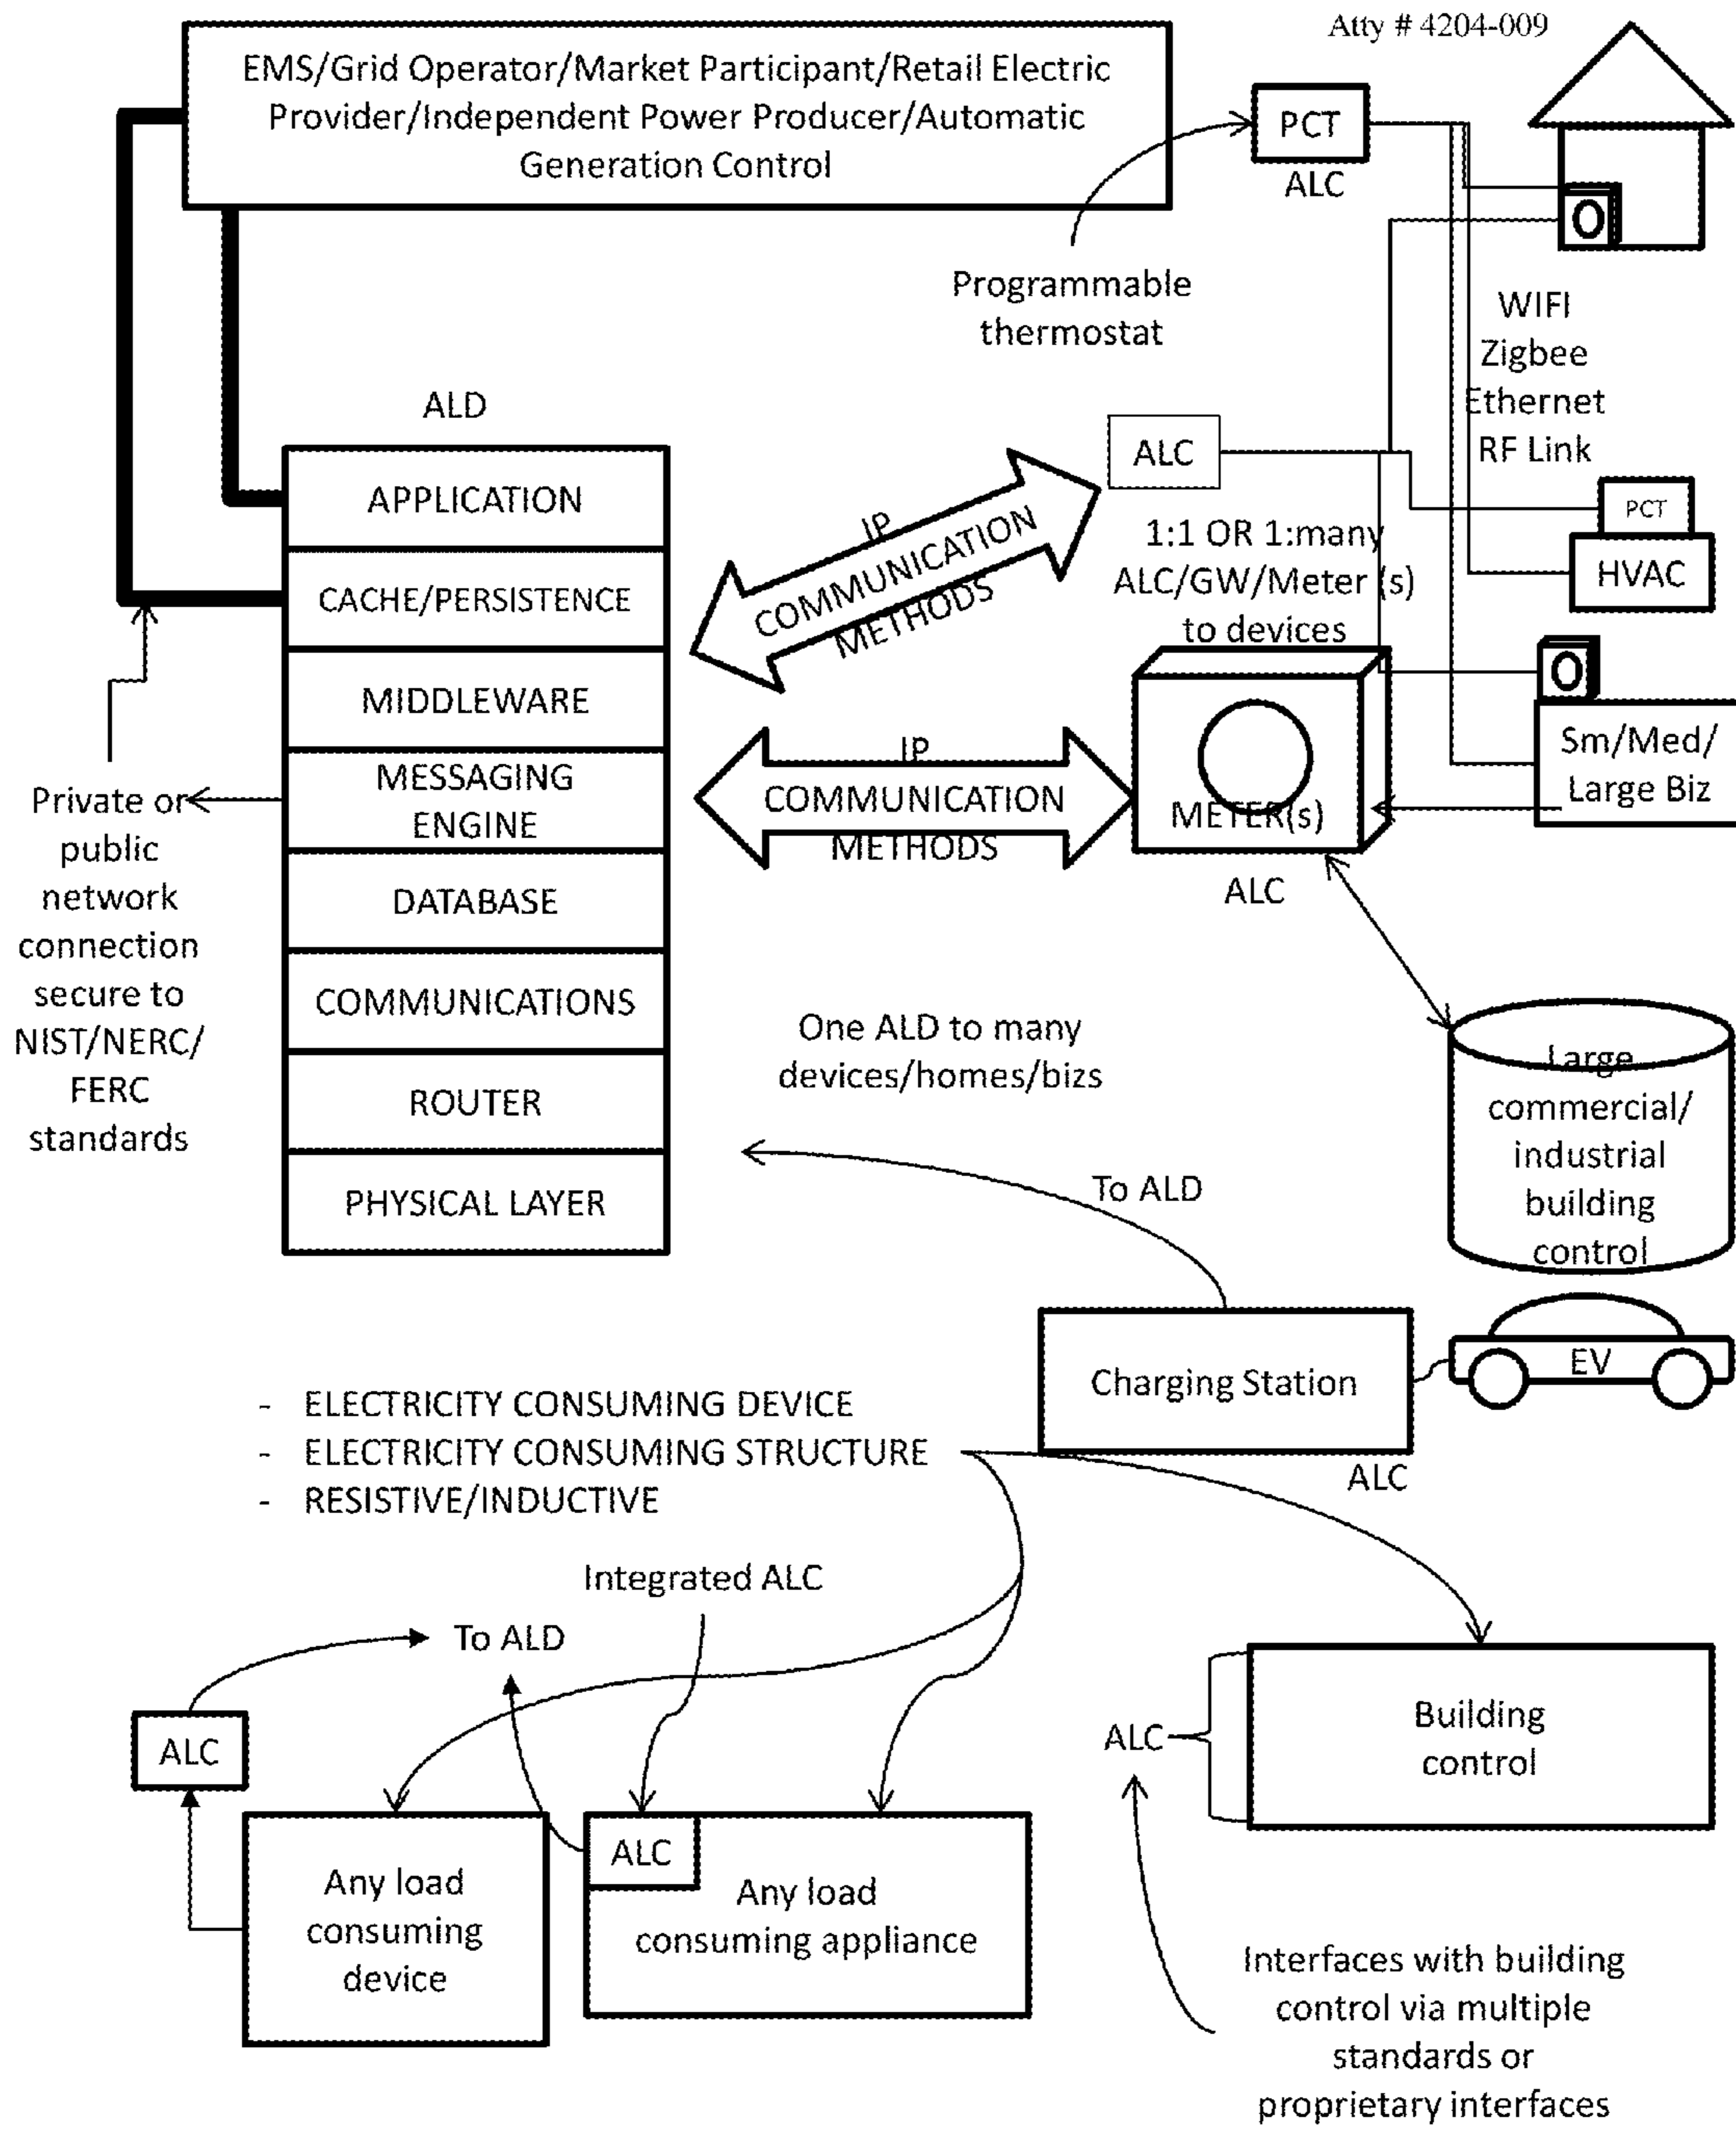 Atty # 4204-009
EMS/Grid Operator/Market Participant/Retail Electric
Provider/Independent Power Producer/Automatic
Generation Control
PCT
ALC
Programmable
thermostat
WIFI
Zigbee
Ethernet
RF Link
ALD
APPLICATION
CACHE/PERSISTENCE
MIDDLEWARE
MESSAGING
ENGINE
DATABASE
COMMUNICATIONS
ROUTER
PHYSICAL LAYER
Private or
public
network
connection
secure to
NIST/NERC/
FERC
standards
IP
COMMUNICATION
METHODS
IP
COMMUNICATION
METHODS
ALC
1:1 OR 1:many
ALC/GW/Meter (s)
to devices
PCT
HVAC
METER(s)
ALC
Sm/Med/
Large Biz
Large
commercial/
industrial
building
control
One ALD to many
devices/homes/bizs
To ALD
Charging Station
ALC
EV
- ELECTRICITY CONSUMING DEVICE
- ELECTRICITY CONSUMING STRUCTURE
- RESISTIVE/INDUCTIVE
Integrated ALC
To ALD
ALC
Any load
consuming
device
ALC
Any load
consuming appliance
ALC
Building
control
Interfaces with building
control via multiple
standards or
proprietary interfaces